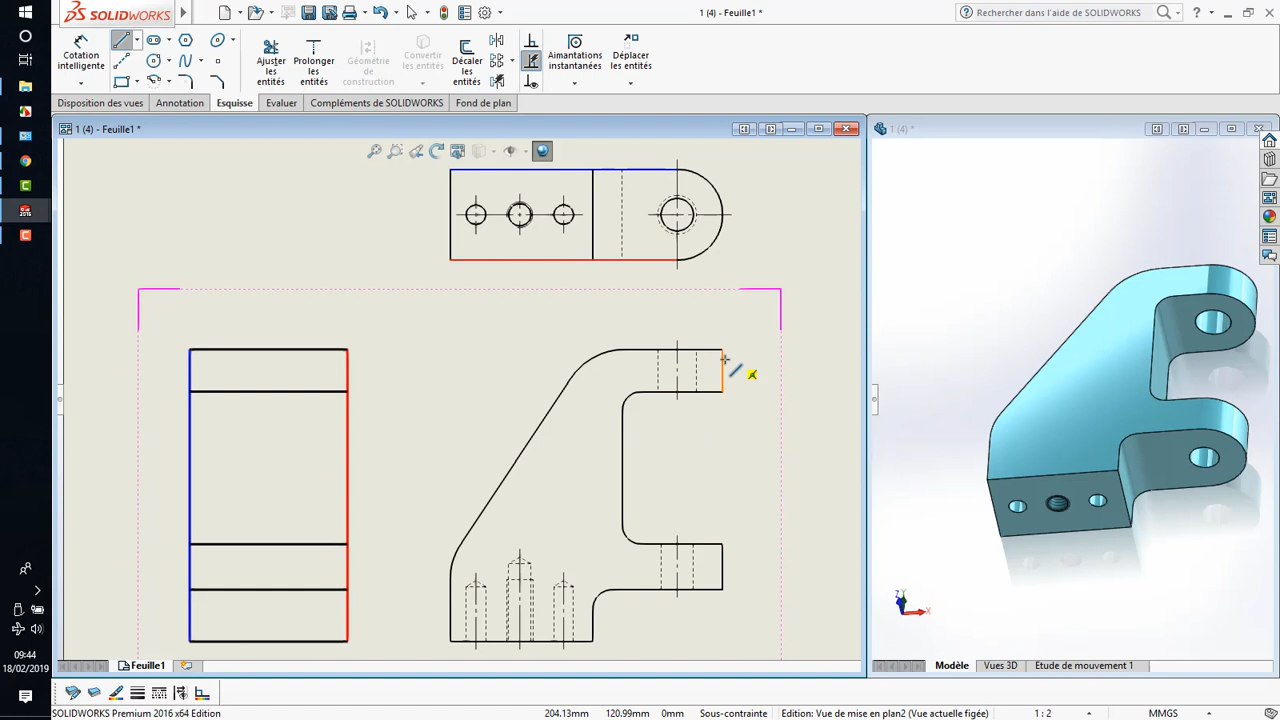 SOLIDWORKS
1 (4) - Feuille1 *
Rechercher dans l'aide de SOLIDWORKS
Cotation intelligente
Ajuster les entités
Prolonger les entités
Géométrie de construction
Convertir les entités
Décaler les entités
Aimantations instantanées
Déplacer les entités
Disposition des vues
Annotation
Esquisse
Evaluer
Compléments de SOLIDWORKS
Fond de plan
1 (4) - Feuille1 *
1 (4) *
Y
X
Feuille1
Modèle
Vues 3D
Etude de mouvement 1
2016
09:44
18/02/2019
SOLIDWORKS Premium 2016 x64 Edition
204.13mm
120.99mm
0mm
Sous-contrainte
Edition: Vue de mise en plan2 (Vue actuelle figée)
1 : 2
MMGS